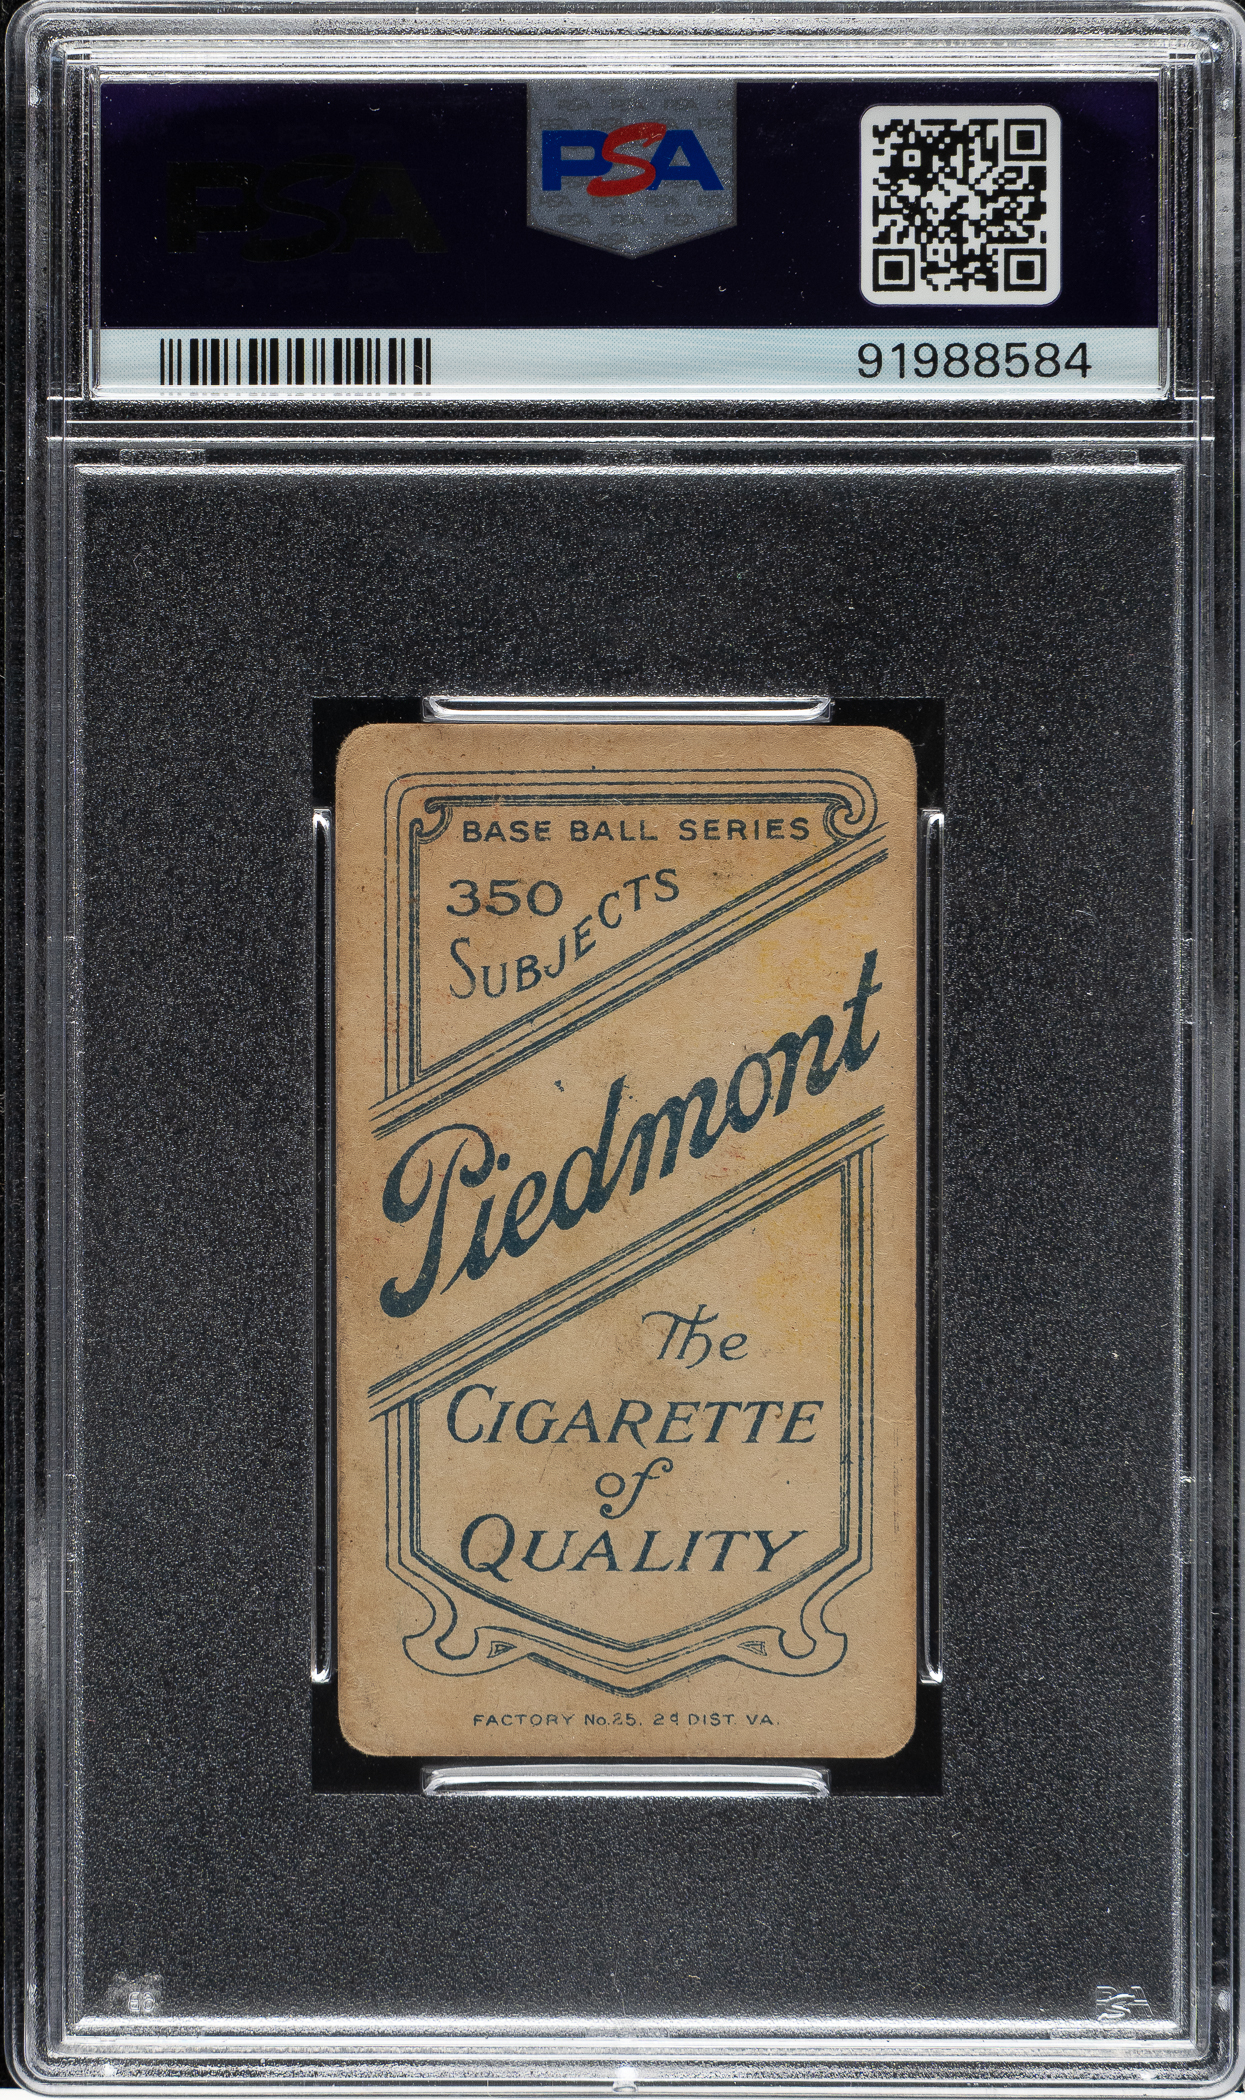 PSA
PSA
91988584
BASE BALL SERIES
350
SUBJECTS
Piedmont
The
CIGARETTE
of
QUALITY
FACTORY No. 25. 2d DIST. VA.
PSA